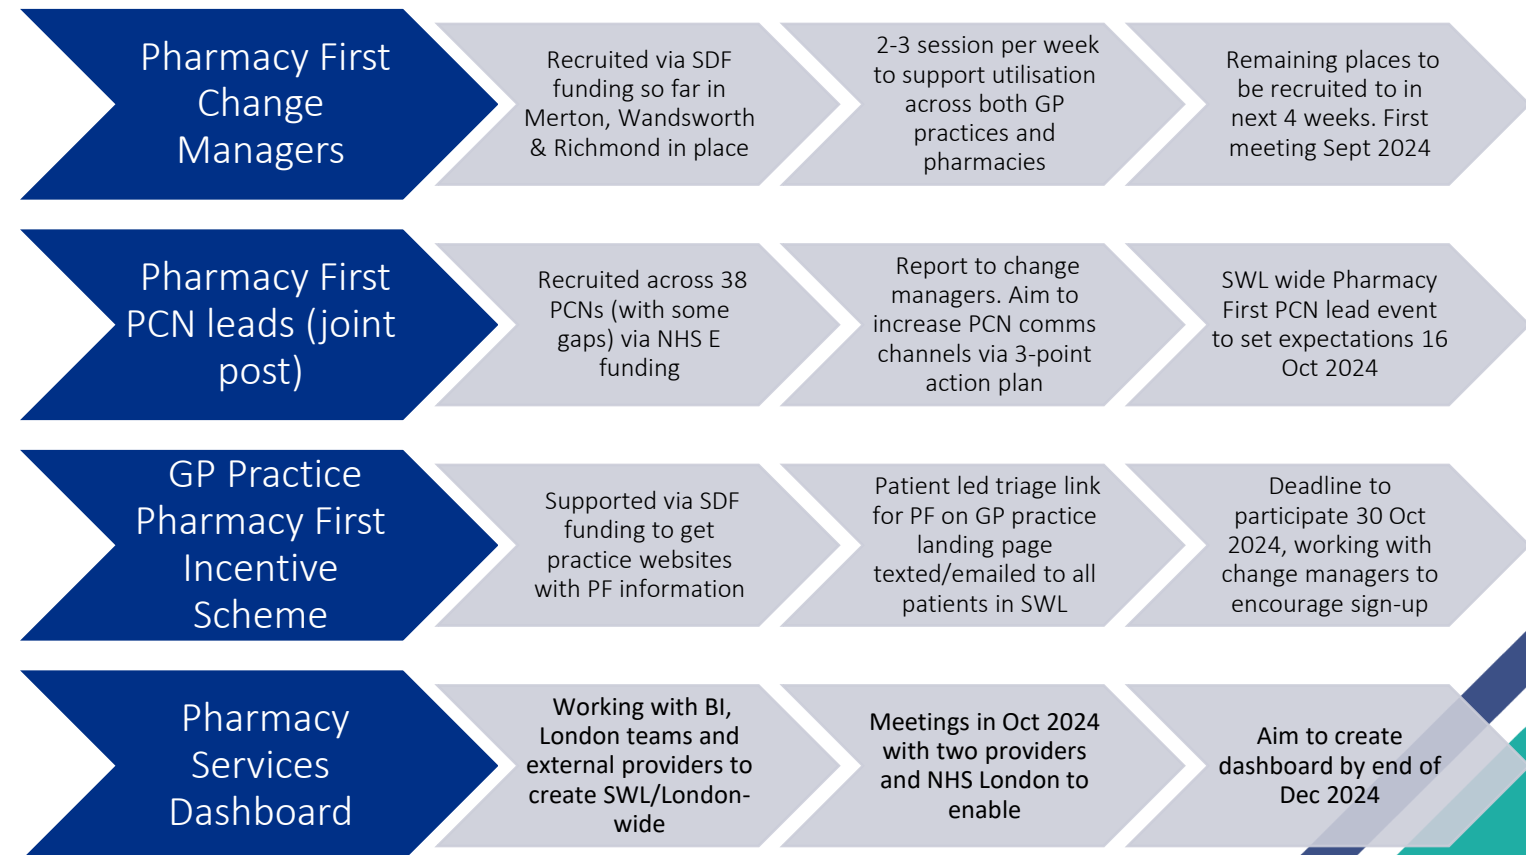 Pharmacy First
Change
Managers
Recruited via SDF
funding so far in
Merton, Wandsworth
& Richmond in place
2-3 session per week
to support utilisation
across both GP
practices and
pharmacies
Remaining places to
be recruited to in
next 4 weeks. First
meeting Sept 2024
Pharmacy First
PCN leads (joint
post)
Recruited across 38
PCNs (with some
gaps) via NHS E
funding
Report to change
managers. Aim to
increase PCN comms
channels via 3-point
action plan
SWL wide Pharmacy
First PCN lead event
to set expectations 16
Oct 2024
GP Practice
Pharmacy First
Incentive
Scheme
Supported via SDF
funding to get
practice websites
with PF information
Patient led triage link
for PF on GP practice
landing page
texted/emailed to all
patients in SWL
Deadline to
participate 30 Oct
2024, working with
change managers to
encourage sign-up
Pharmacy
Services
Dashboard
Working with BI,
London teams and
external providers to
create SWL/London-
wide
Meetings in Oct 2024
with two providers
and NHS London to
enable
Aim to create
dashboard by end of
Dec 2024